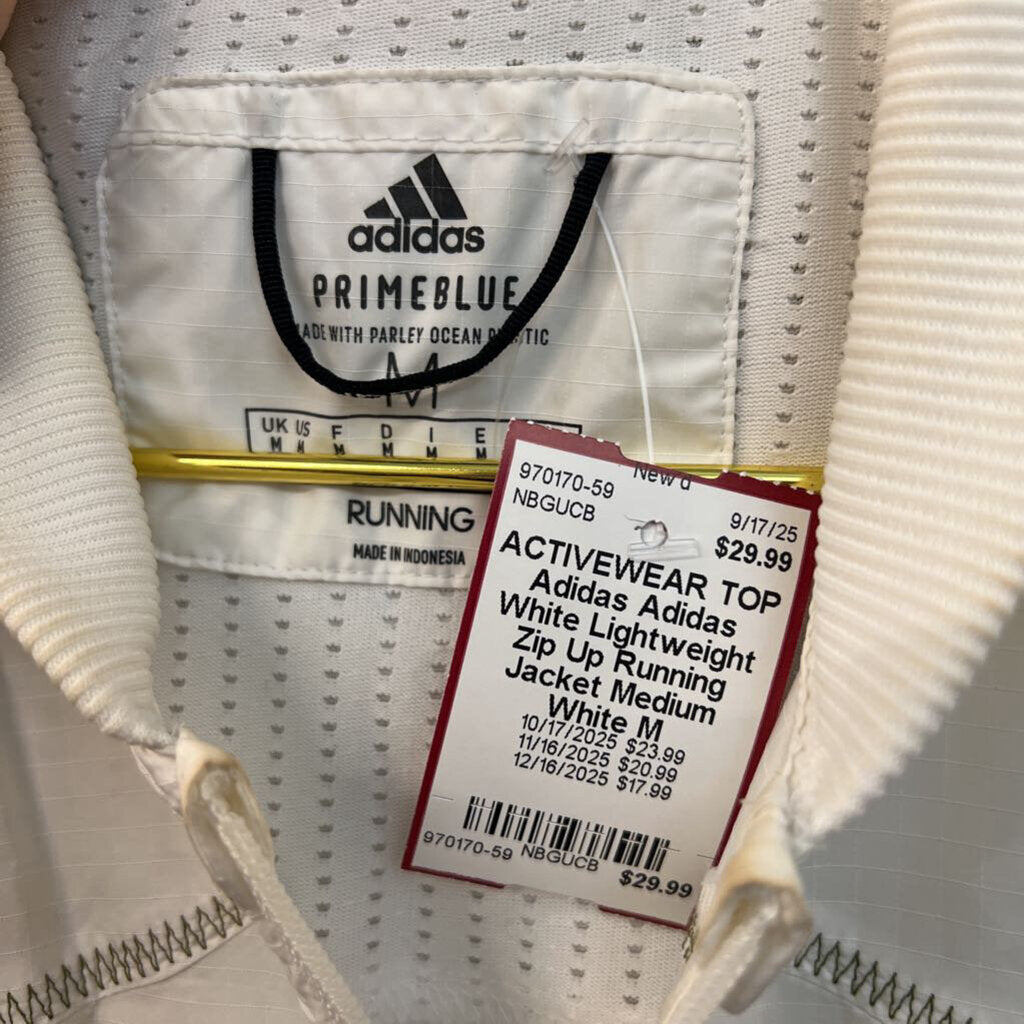 adidas
PRIMEBLUE
WITH PARLEY OCEAN
M
UK US F D I E
M M M M M M
RUNNING
MADE IN INDONESIA
New
970170-59
NBGUCB
9/17/25
$29.99
ACTIVEWEAR TOP
Adidas Adidas
White Lightweight
Zip Up Running
Jacket Medium
White M
10/17/2025 $23.99
11/16/2025 $20.99
12/16/2025 $17.99
970170-59 NBGUCB
$29.99